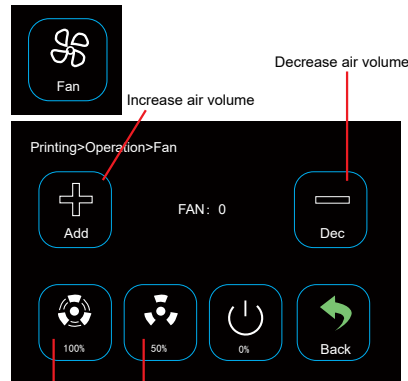 Fan
Decrease air volume
Increase air volume
Printing>Operation>Fan
Add
FAN: 0
Dec
100%
50%
0%
Back